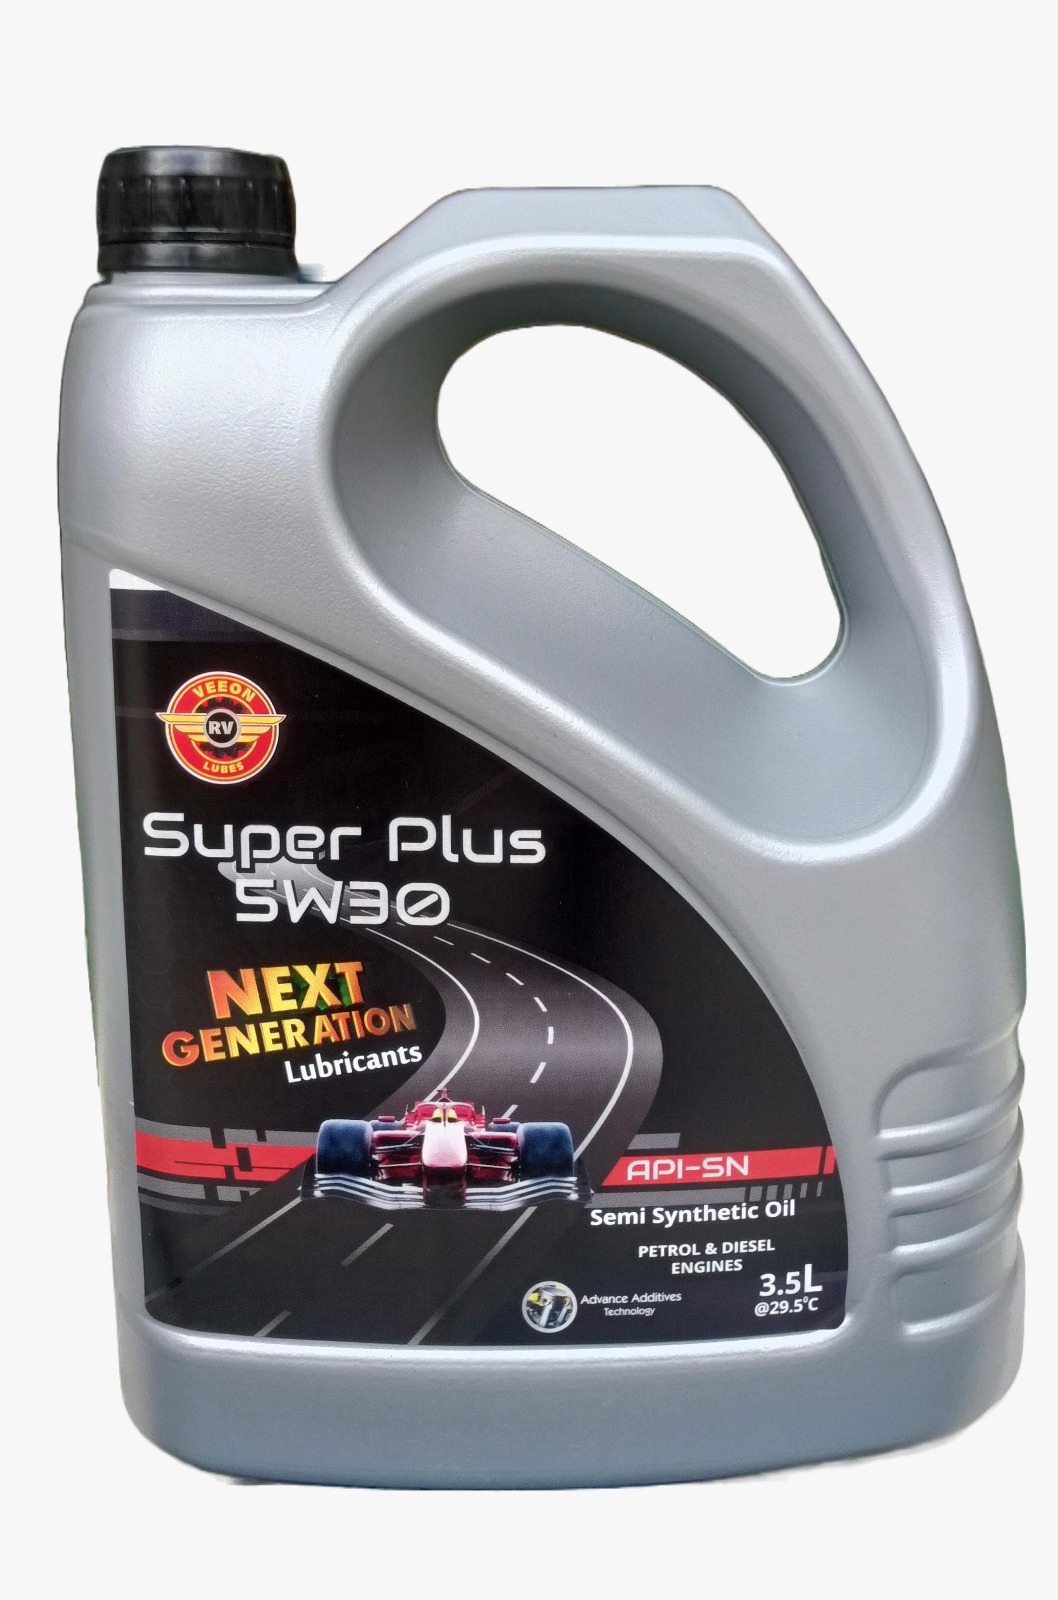 VEEON
RV
LUBES
Super Plus
5W30
NEXT
GENERATION
Lubricants
API-SN
Semi Synthetic Oil
PETROL & DIESEL
ENGINES
3.5L
@29.5°C
Advance Additives
Technology